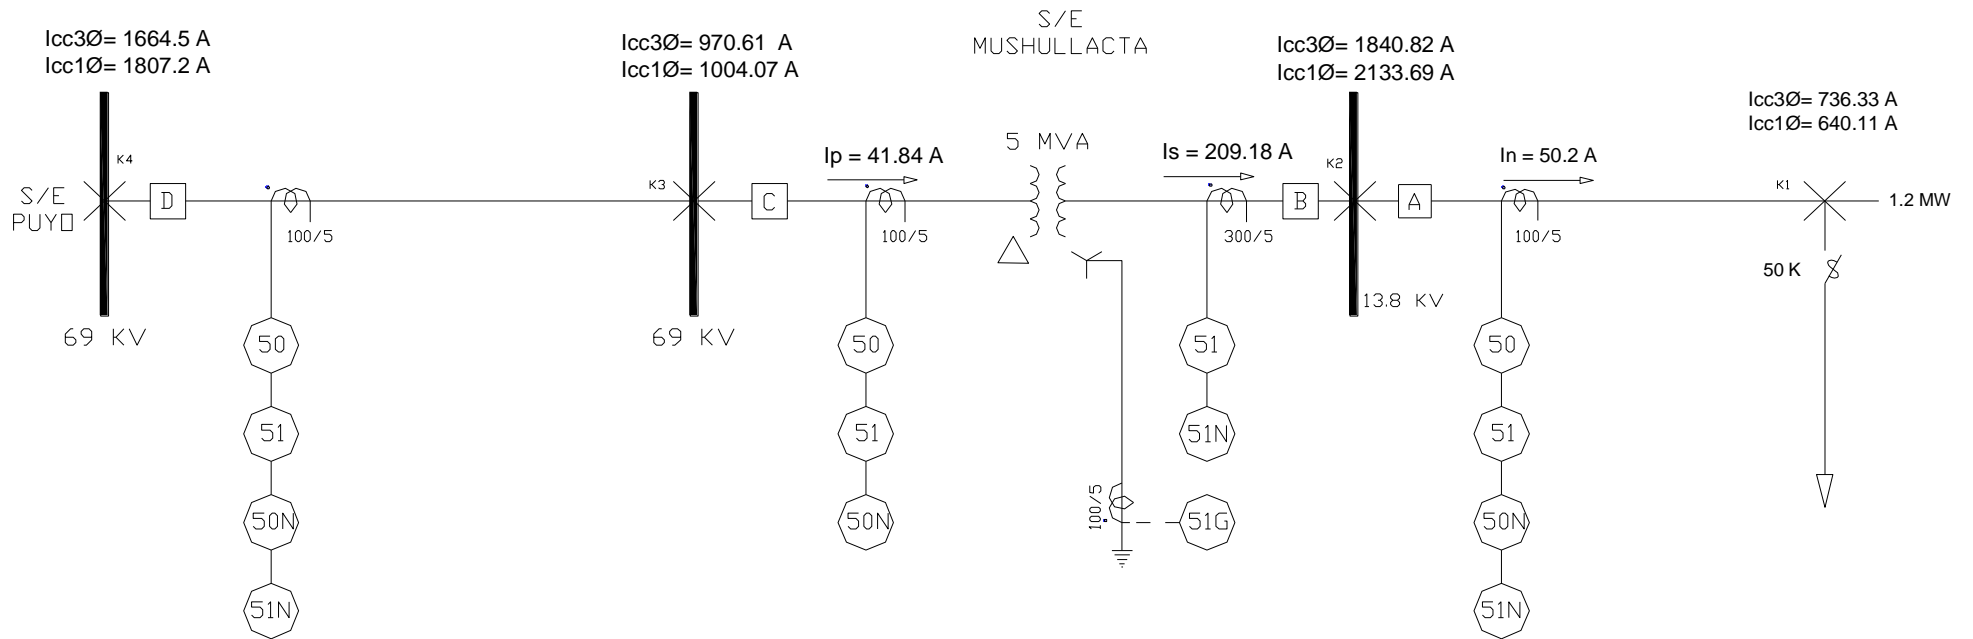 Icc3Ø= 1664.5 A
Icc1Ø= 1807.2 A
K4
S/E
PUYO
D
100/5
69 KV
50
51
50N
51N
Icc3Ø= 970.61 A
Icc1Ø= 1004.07 A
K3
C
69 KV
Ip = 41.84 A
100/5
50
51
50N
S/E
MUSHULLACTA
5 MVA
100/5
51G
Is = 209.18 A
300/5
51
51N
B
Icc3Ø= 1840.82 A
Icc1Ø= 2133.69 A
K2
A
13.8 KV
In = 50.2 A
100/5
50
51
50N
51N
Icc3Ø= 736.33 A
Icc1Ø= 640.11 A
K1
1.2 MW
50 K